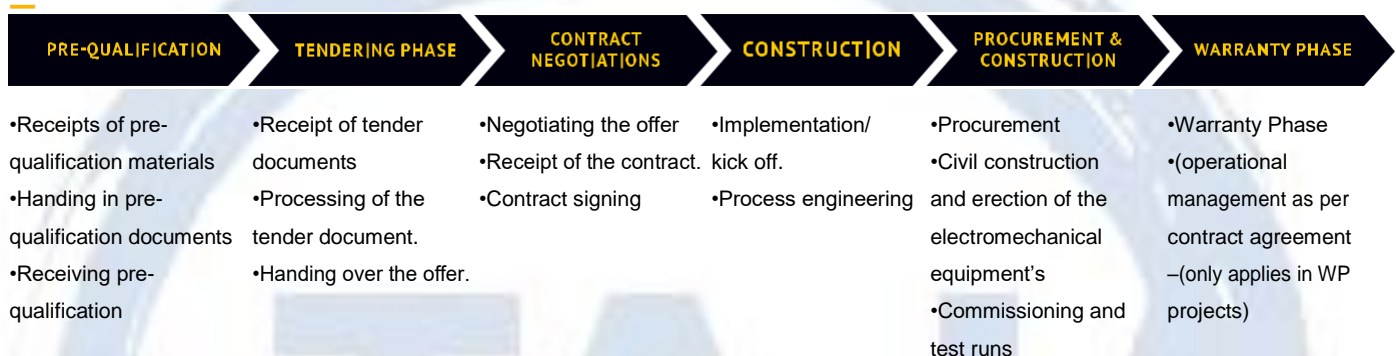 PRE-QUALIFICATION
TENDERING PHASE
CONTRACT
NEGOTIATIONS
CONSTRUCTION
PROCUREMENT &
CONSTRUCTION
WARRANTY PHASE
•Receipts of pre-
qualification materials
•Handing in pre-
qualification documents
•Receiving pre-
qualification
•Receipt of tender
documents
•Processing of the
tender document.
•Handing over the offer.
•Negotiating the offer
•Receipt of the contract.
•Contract signing
•Implementation/
kick off.
•Process engineering
•Procurement
•Civil construction
and erection of the
electromechanical
equipment's
•Commissioning and
test runs
•Warranty Phase
•(operational
management as per
contract agreement
–(only applies in WP
projects)